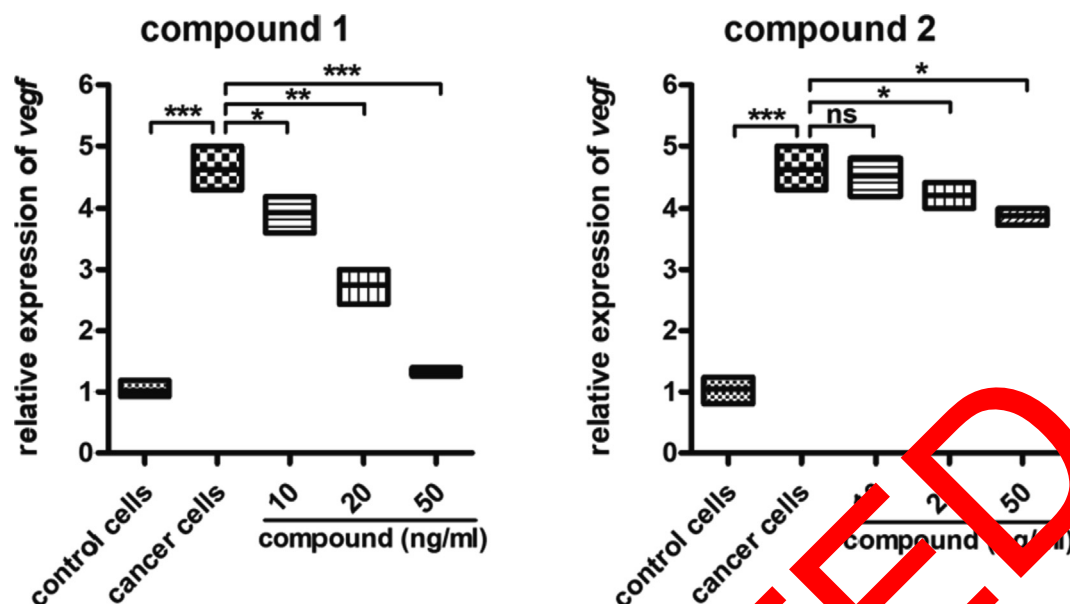 compound 1
relative expression of vegf
6
5
4
3
2
1
0
***
**
*
***
control cells
cancer cells
10
20
50
compound (ng/ml)
compound 2
relative expression of vegf
6
5
4
3
2
1
0
*
*
ns
***
control cells
cancer cells
50
compound